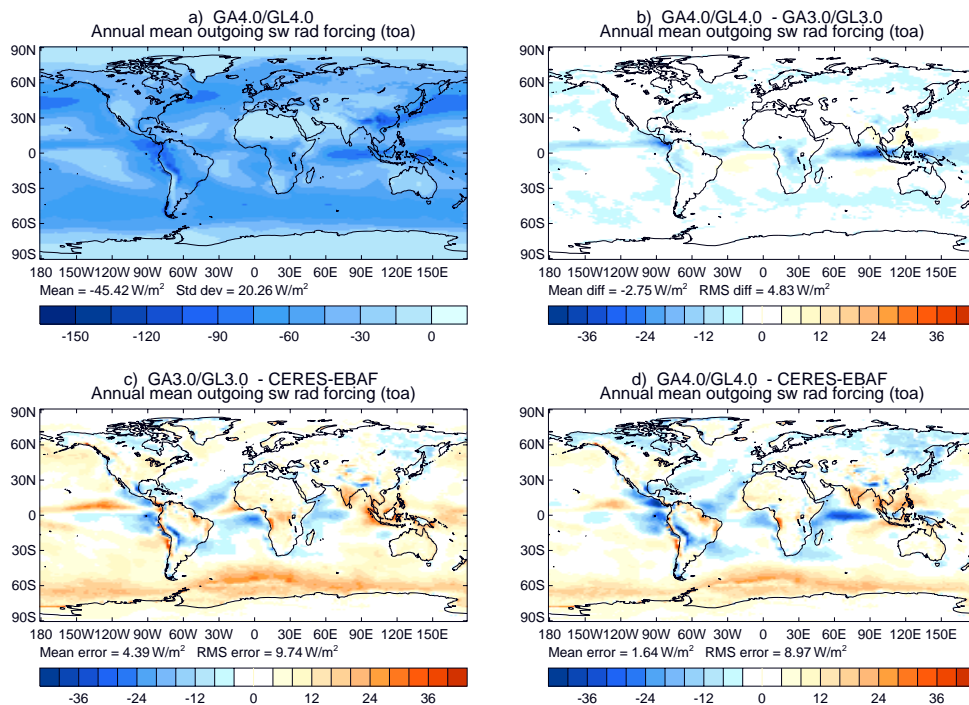 a) GA4.0/GL4.0
Annual mean outgoing sw rad forcing (toa)
90N
60N
30N
0
30S
60S
90S
180 150W 120W 90W 60W 30W 0 30E 60E 90E 120E 150E
Mean = -45.42 W/m² Std dev = 20.26 W/m²
-150 -120 -90 -60 -30 0
b) GA4.0/GL4.0 - GA3.0/GL3.0
Annual mean outgoing sw rad forcing (toa)
90N
60N
30N
0
30S
60S
90S
180 150W 120W 90W 60W 30W 0 30E 60E 90E 120E 150E
Mean diff = -2.75 W/m² RMS diff = 4.83 W/m²
-36 -24 -12 0 12 24 36
c) GA3.0/GL3.0 - CERES-EBAF
Annual mean outgoing sw rad forcing (toa)
90N
60N
30N
0
30S
60S
90S
180 150W 120W 90W 60W 30W 0 30E 60E 90E 120E 150E
Mean error = 4.39 W/m² RMS error = 9.74 W/m²
-36 -24 -12 0 12 24 36
d) GA4.0/GL4.0 - CERES-EBAF
Annual mean outgoing sw rad forcing (toa)
90N
60N
30N
0
30S
60S
90S
180 150W 120W 90W 60W 30W 0 30E 60E 90E 120E 150E
Mean error = 1.64 W/m² RMS error = 8.97 W/m²
-36 -24 -12 0 12 24 36